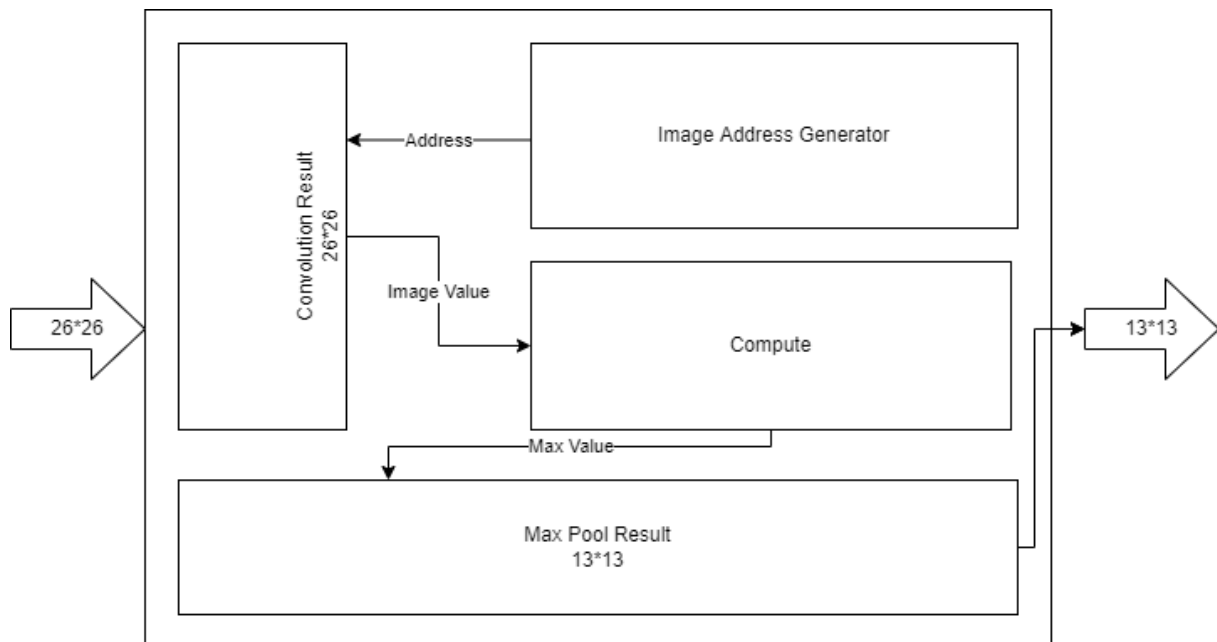 26*26
Convolution Result
26*26
Address
Image Address Generator
Image Value
Compute
Max Value
Max Pool Result
13*13
13*13